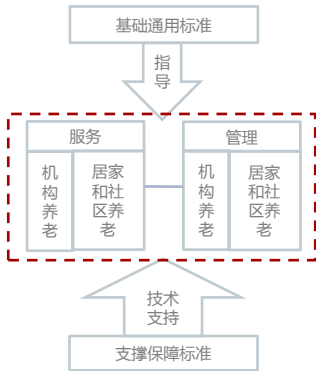 基础通用标准
指
导
服务
管理
机
构
养
老
居家
和社
区养
老
机
构
养
老
居家
和社
区养
老
技术
支持
支撑保障标准